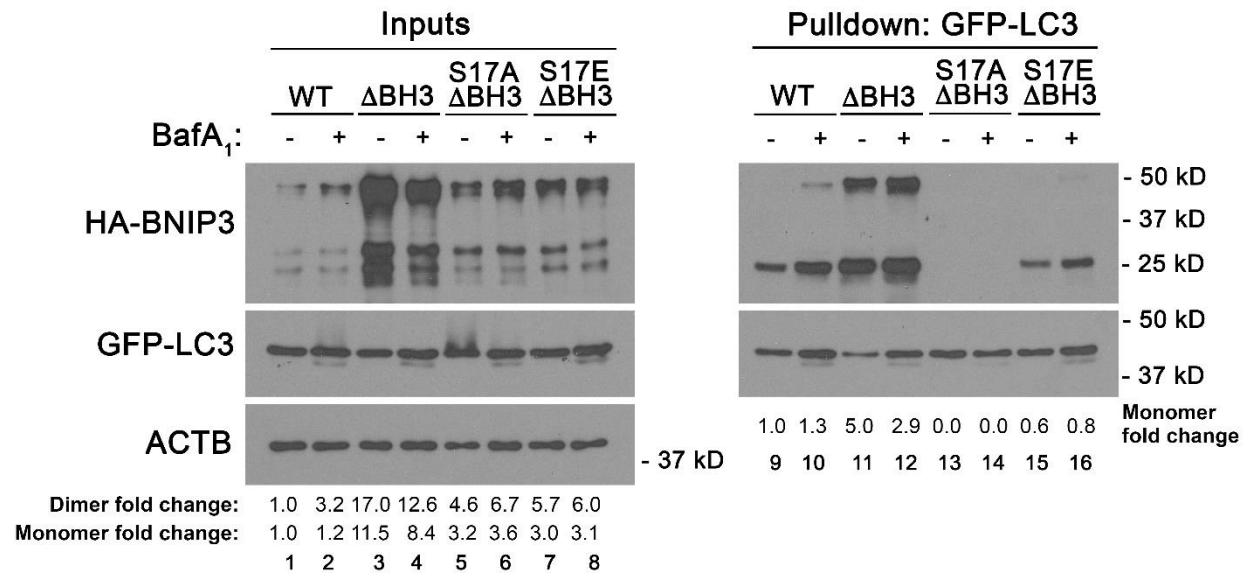 Inputs
Pulldown: GFP-LC3
WT ΔBH3 S17A ΔBH3 S17E ΔBH3
WT ΔBH3 S17A ΔBH3 S17E ΔBH3
BafA1: - + - + - + - +
- + - + - + - +
HA-BNIP3
- 50 kD
- 37 kD
- 25 kD
GFP-LC3
- 50 kD
- 37 kD
ACTB
- 37 kD
1.0 1.3 5.0 2.9 0.0 0.0 0.6 0.8 Monomer fold change
9 10 11 12 13 14 15 16
Dimer fold change: 1.0 3.2 17.0 12.6 4.6 6.7 5.7 6.0
Monomer fold change: 1.0 1.2 11.5 8.4 3.2 3.6 3.0 3.1
1 2 3 4 5 6 7 8